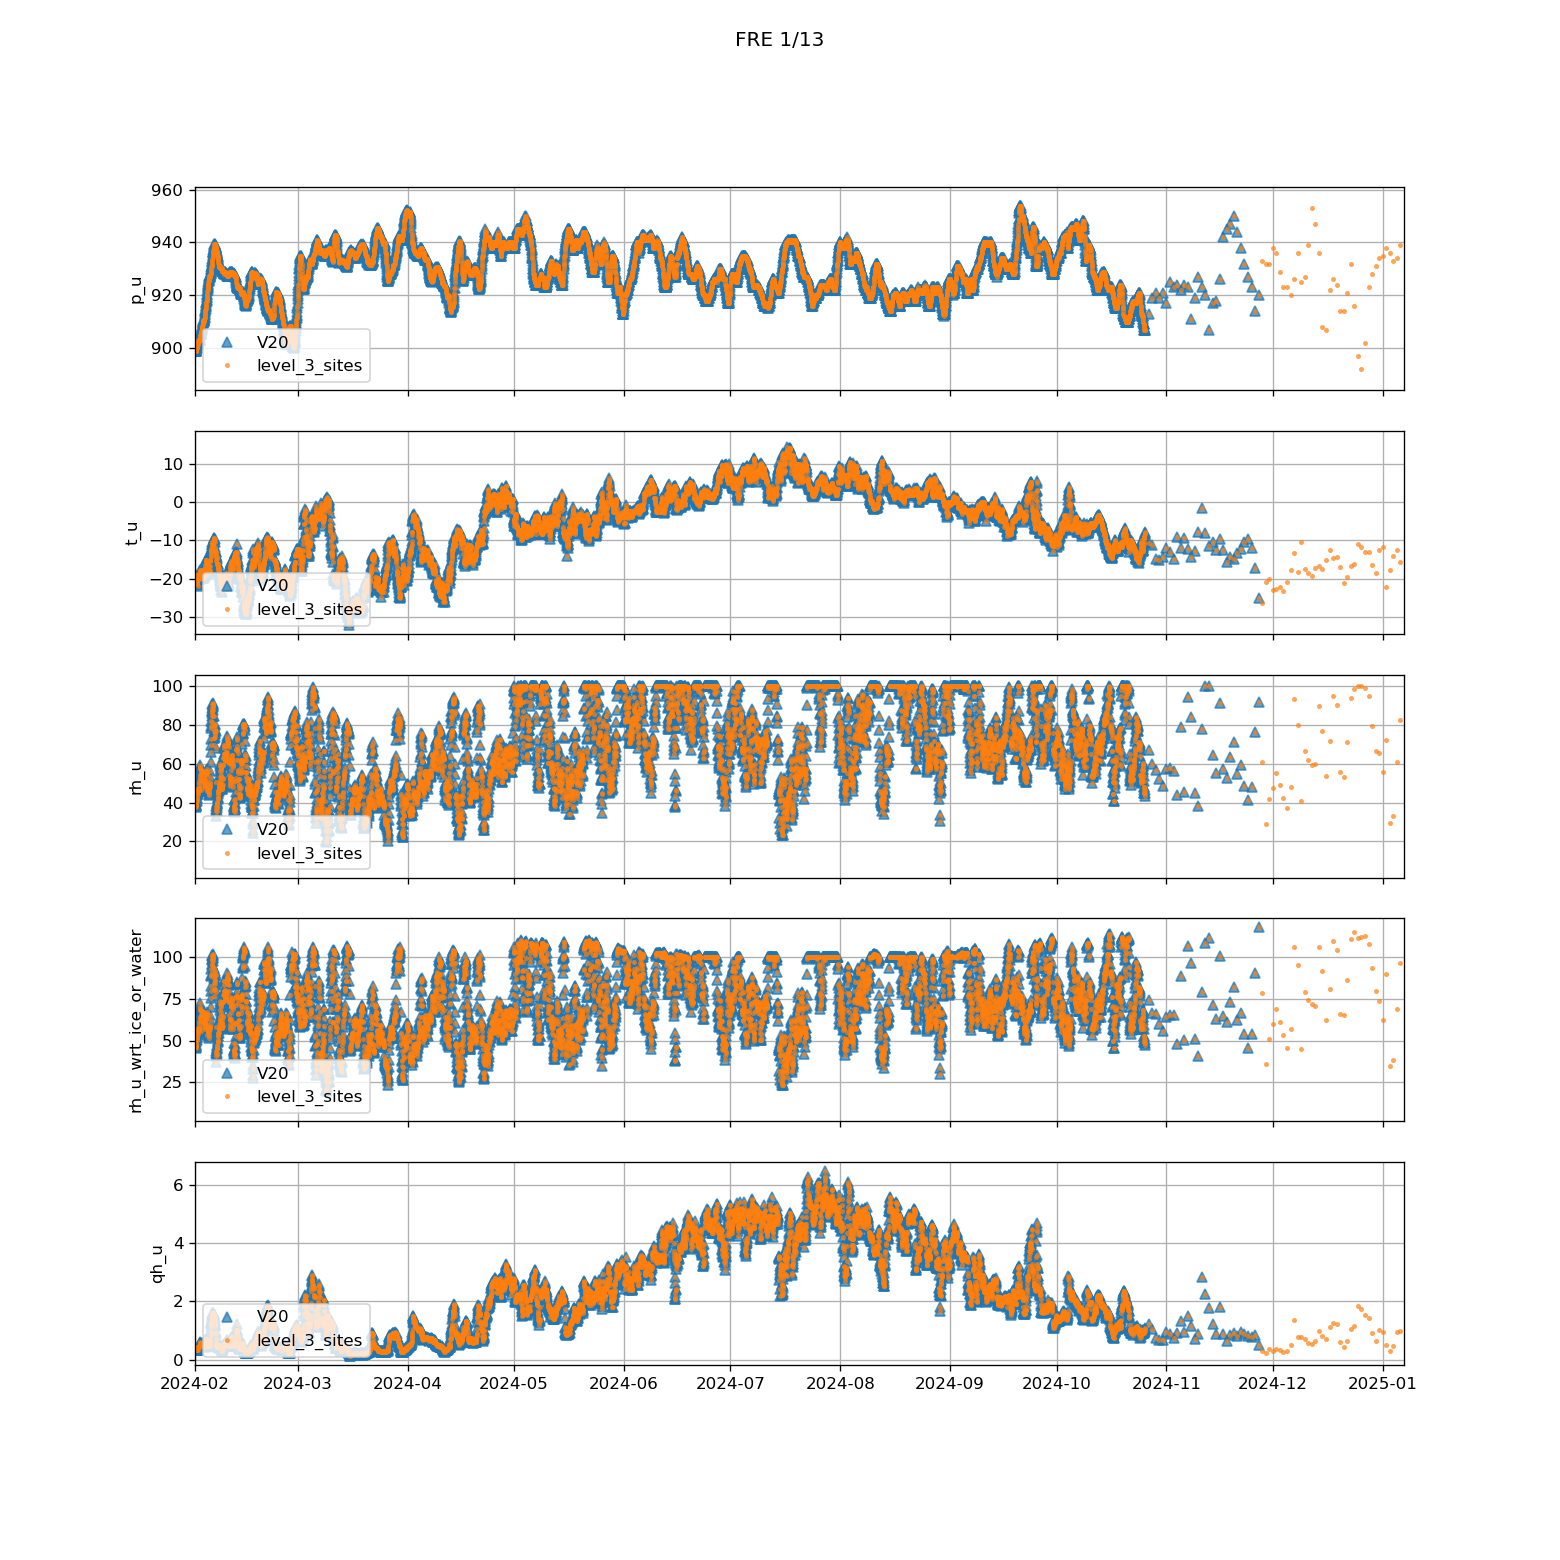 FRE 1/13
960
940
920
900
p_u
V20
level_3_sites
10
0
−10
−20
−30
t_u
V20
level_3_sites
100
80
60
40
20
rh_u
V20
level_3_sites
100
75
50
25
rh_u_wrt_ice_or_water
V20
level_3_sites
6
4
2
0
qh_u
V20
level_3_sites
2024-02 2024-03 2024-04 2024-05 2024-06 2024-07 2024-08 2024-09 2024-10 2024-11 2024-12 2025-01